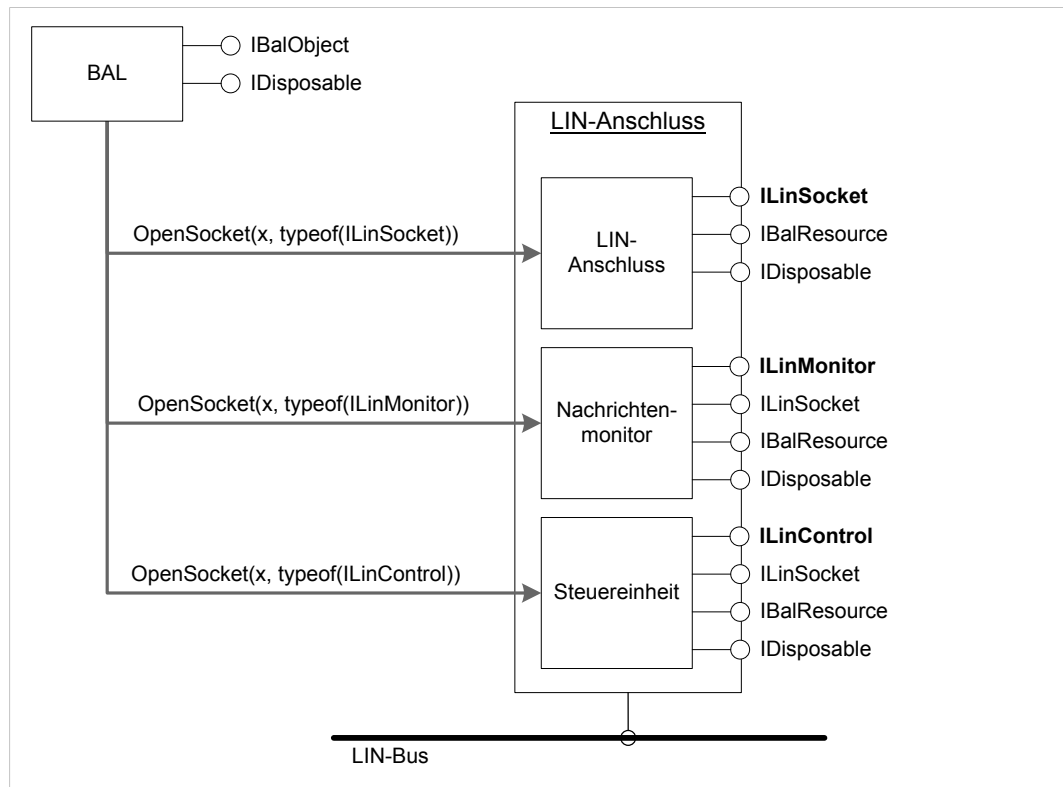 BAL
IBalObject
IDisposable
LIN-Anschluss
OpenSocket(x, typeof(ILinSocket))
LIN-
Anschluss
ILinSocket
IBalResource
IDisposable
OpenSocket(x, typeof(ILinMonitor))
Nachrichten-
monitor
ILinMonitor
ILinSocket
IBalResource
IDisposable
OpenSocket(x, typeof(ILinControl))
Steuereinheit
ILinControl
ILinSocket
IBalResource
IDisposable
LIN-Bus